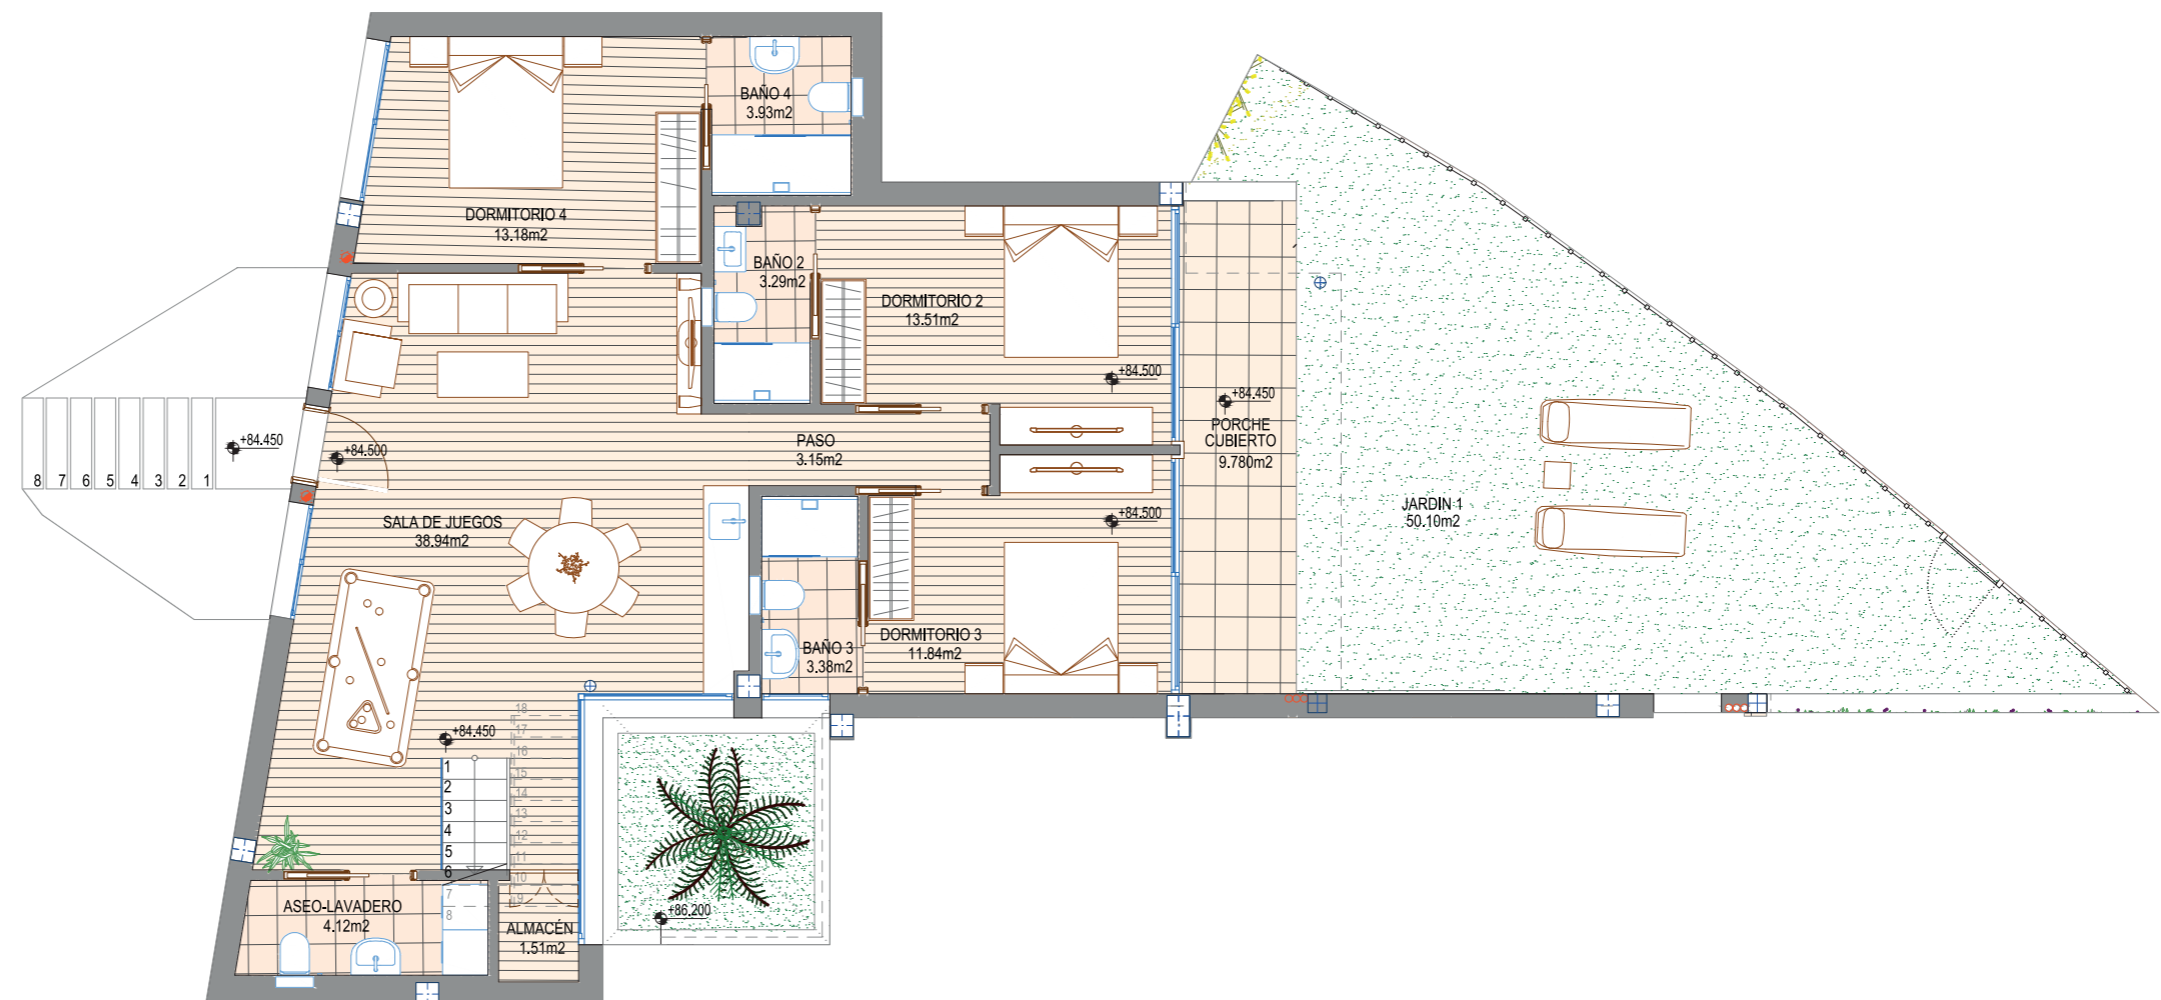 BAÑO 4
3.93m2
DORMITORIO 4
13.18m2
BAÑO 2
3.29m2
DORMITORIO 2
13.51m2
+84.500
+84.450
PORCHE
CUBIERTO
9.780m2
PASO
3.15m2
+84.450
+84.500
8 7 6 5 4 3 2 1
SALA DE JUEGOS
38.94m2
+84.500
JARDIN 1
50.10m2
BAÑO 3
3.38m2
DORMITORIO 3
11.84m2
+84.450
18
17
16
15
14
13
12
11
10
9
1
2
3
4
5
6
7
8
ASEO-LAVADERO
4.12m2
ALMACÉN
1.51m2
+86.200